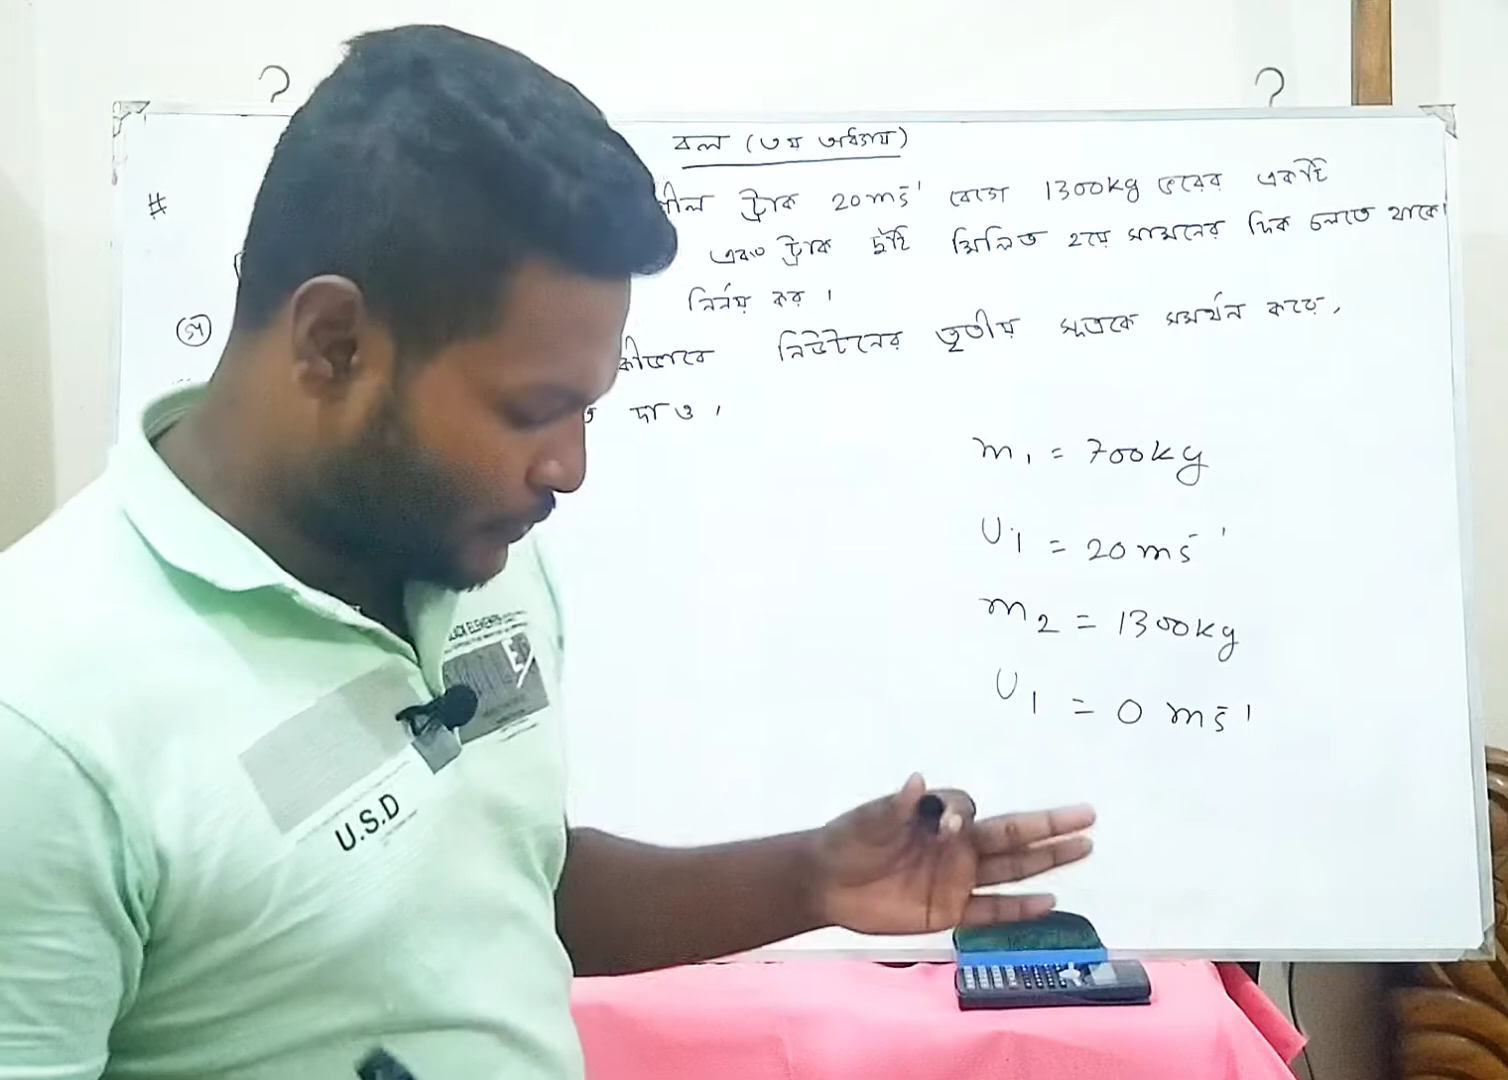 বল (৩য় অধ্যায়)
#
ট্রাক 20ms⁻¹ বেগে 1300kg ভরের একটি
এবং ট্রাক দুটি মিলিত হয়ে সামনের দিক চলতে থাকে।
নির্নয় কর।
কীভাবে নিউটনের তৃতীয় সূত্রকে সমর্থন করে,
দাও।
m₁ = 700kg
U₁ = 20ms⁻¹
m₂ = 1300kg
U₁ = 0 ms⁻¹
U.S.D